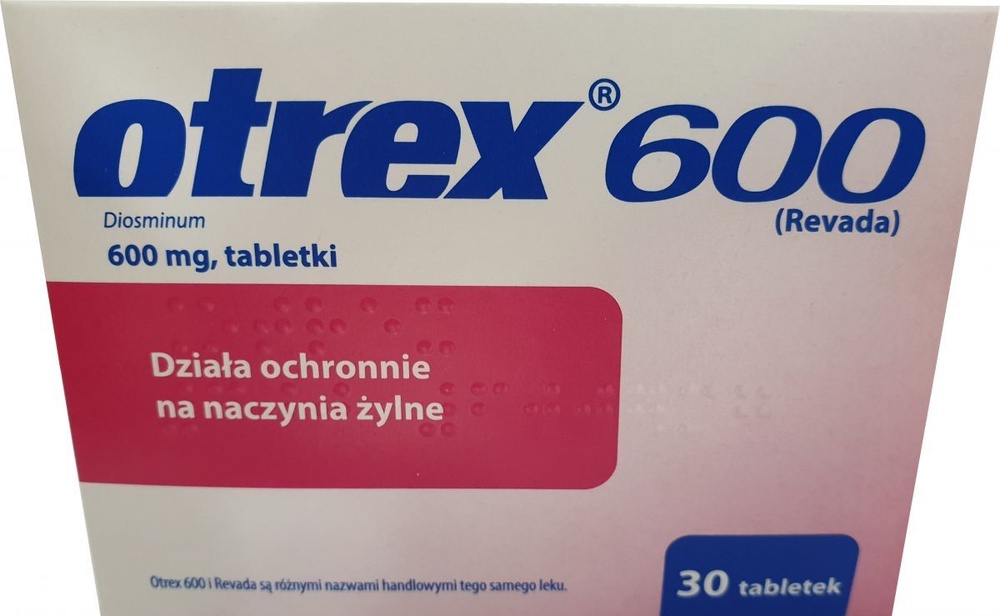 otrex® 600
(Revada)
Diosminum
600 mg, tabletki
Działa ochronnie
na naczynia żylne
Otrex 600 i Revada są różnymi nazwami handlowymi tego samego leku.
30 tabletek